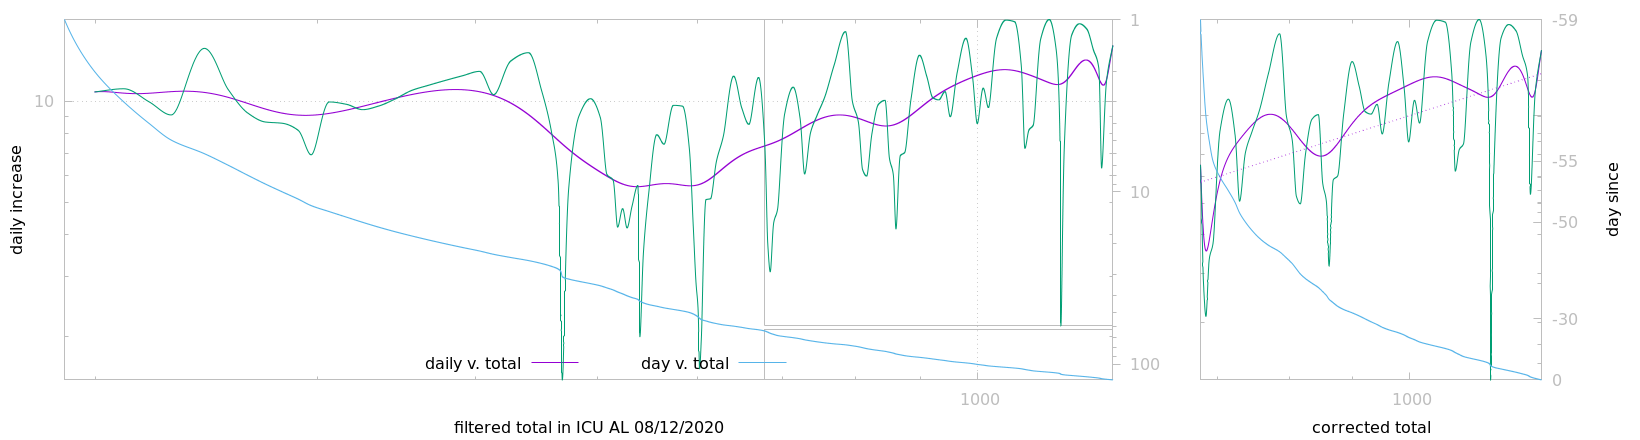 1
-59
10
-55
10
-50
-30
100
0
1000
1000
daily increase
daily v. total
day v. total
day since
filtered total in ICU AL 08/12/2020
corrected total